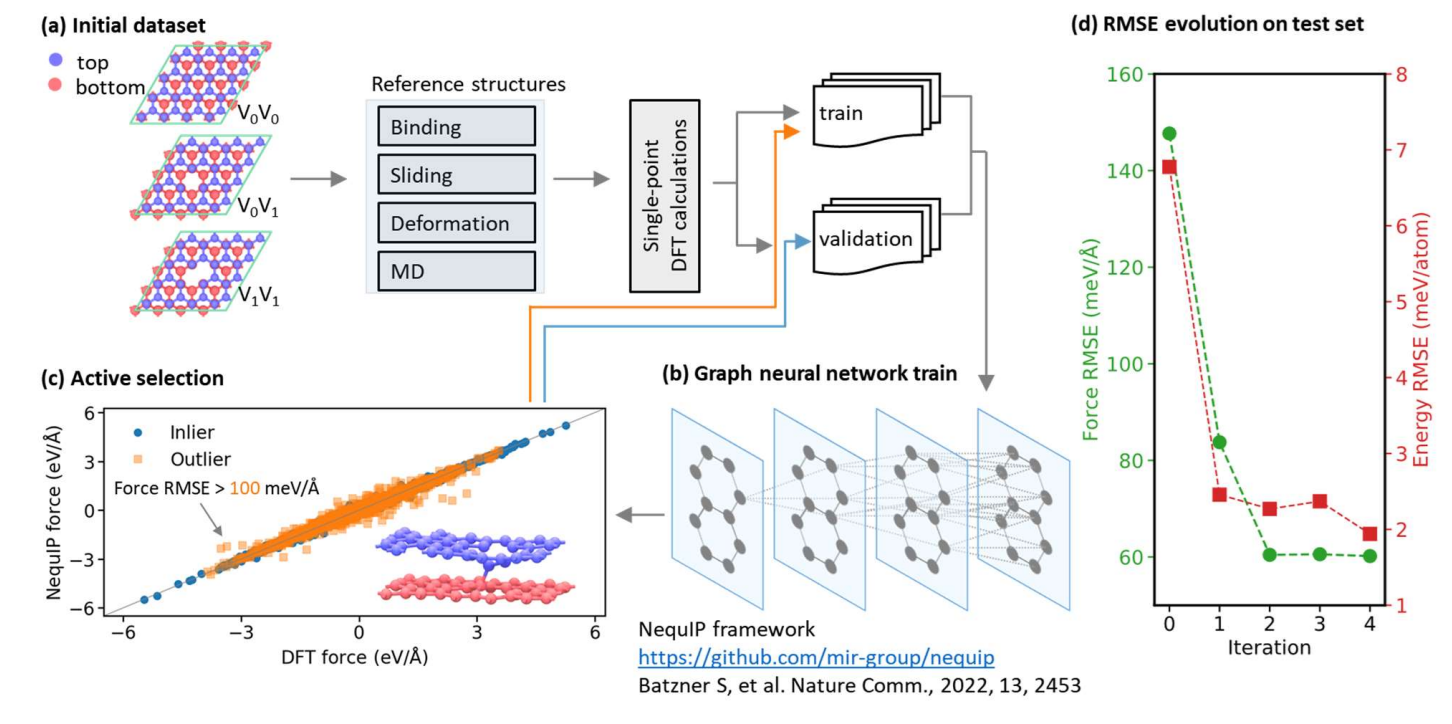 (a) Initial dataset
top
bottom
V₀V₀
V₀V₁
V₁V₁
Reference structures
Binding
Sliding
Deformation
MD
Single-point
DFT calculations
train
validation
(c) Active selection
6
3
0
−3
−6
NequIP force (eV/Å)
Inlier
Outlier
Force RMSE > 100 meV/Å
−6
−3
0
3
6
DFT force (eV/Å)
(b) Graph neural network train
NequIP framework
https://github.com/mir-group/nequip
Batzner S, et al. Nature Comm., 2022, 13, 2453
(d) RMSE evolution on test set
160
140
120
100
80
60
Force RMSE (meV/Å)
8
7
6
5
4
3
2
1
Energy RMSE (meV/atom)
0
1
2
3
4
Iteration